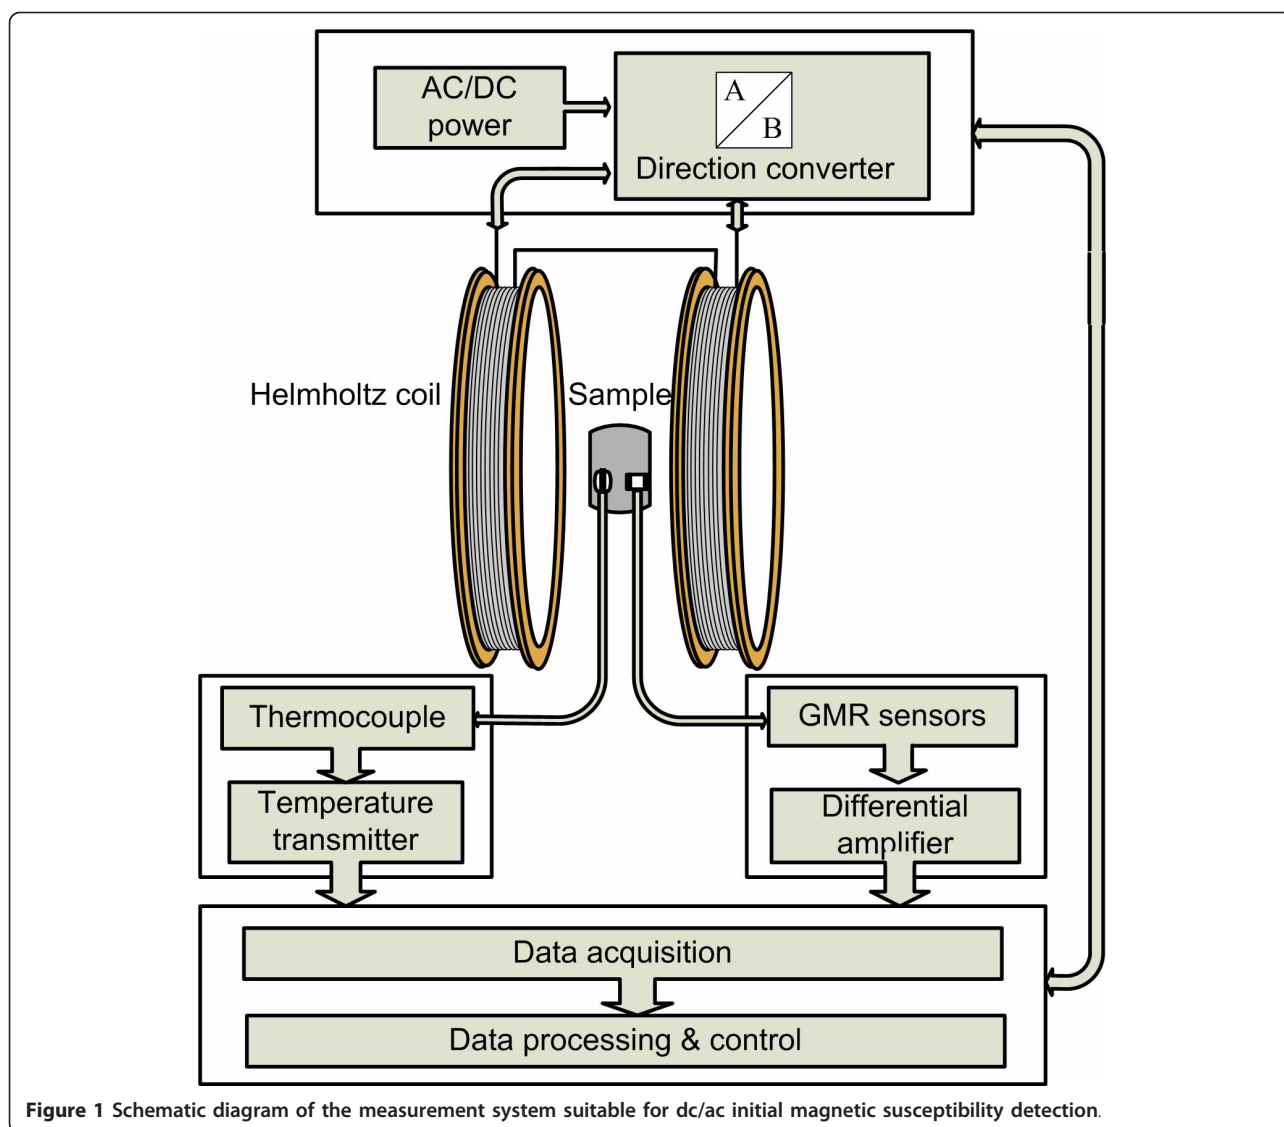 AC/DC
power
A
B
Direction converter
Helmholtz coil
Sample
Thermocouple
GMR sensors
Temperature
transmitter
Differential
amplifier
Data acquisition
Data processing & control
Figure 1 Schematic diagram of the measurement system suitable for dc/ac initial magnetic susceptibility detection.